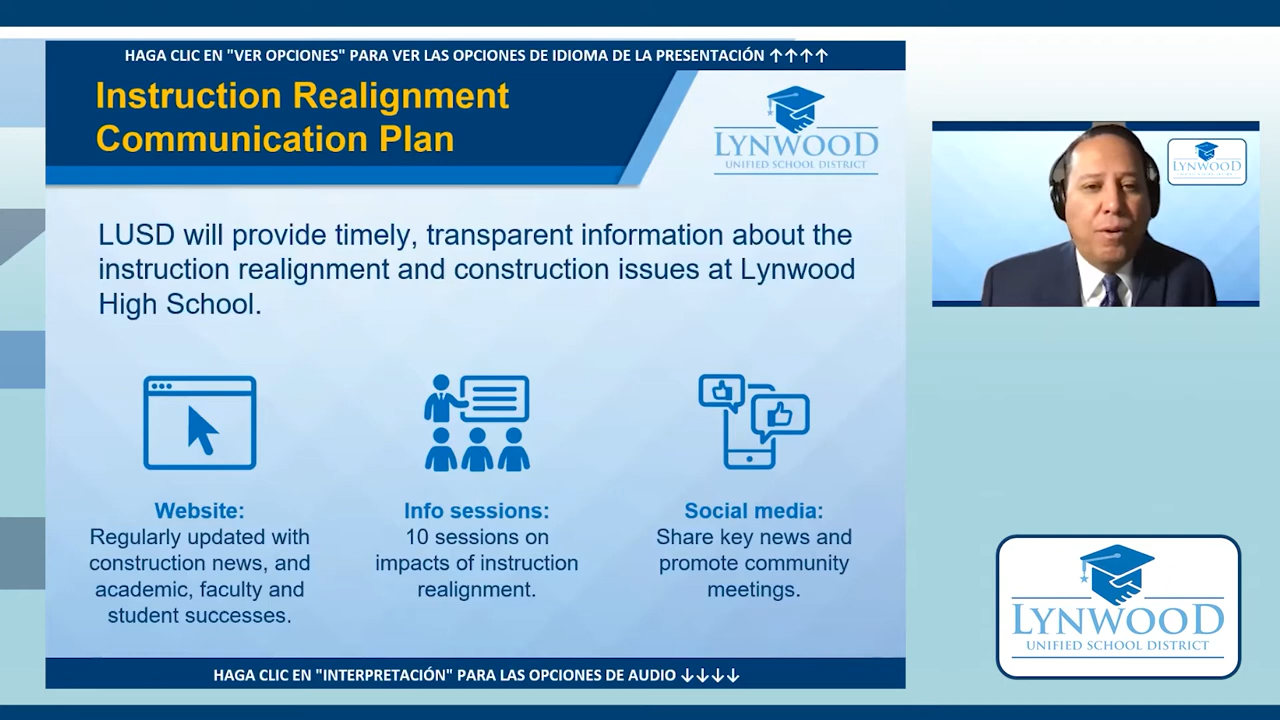 HAGA CLIC EN "VER OPCIONES" PARA VER LAS OPCIONES DE IDIOMA DE LA PRESENTACIÓN ↑↑↑↑
Instruction Realignment
Communication Plan
LYNWOOD
UNIFIED SCHOOL DISTRICT
LUSD will provide timely, transparent information about the
instruction realignment and construction issues at Lynwood
High School.
Website:
Regularly updated with
construction news, and
academic, faculty and
student successes.
Info sessions:
10 sessions on
impacts of instruction
realignment.
Social media:
Share key news and
promote community
meetings.
HAGA CLIC EN "INTERPRETACIÓN" PARA LAS OPCIONES DE AUDIO ↓↓↓↓
LYNWOOD
LYNWOOD
UNIFIED SCHOOL DISTRICT